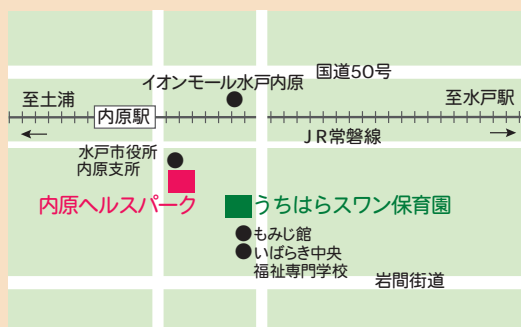 国道50号
イオンモール水戸内原
至土浦
至水戸駅
内原駅
JR常磐線
水戸市役所
内原支所
内原ヘルスパーク
うちはらスワン保育園
もみじ館
いばらき中央
福祉専門学校
岩間街道